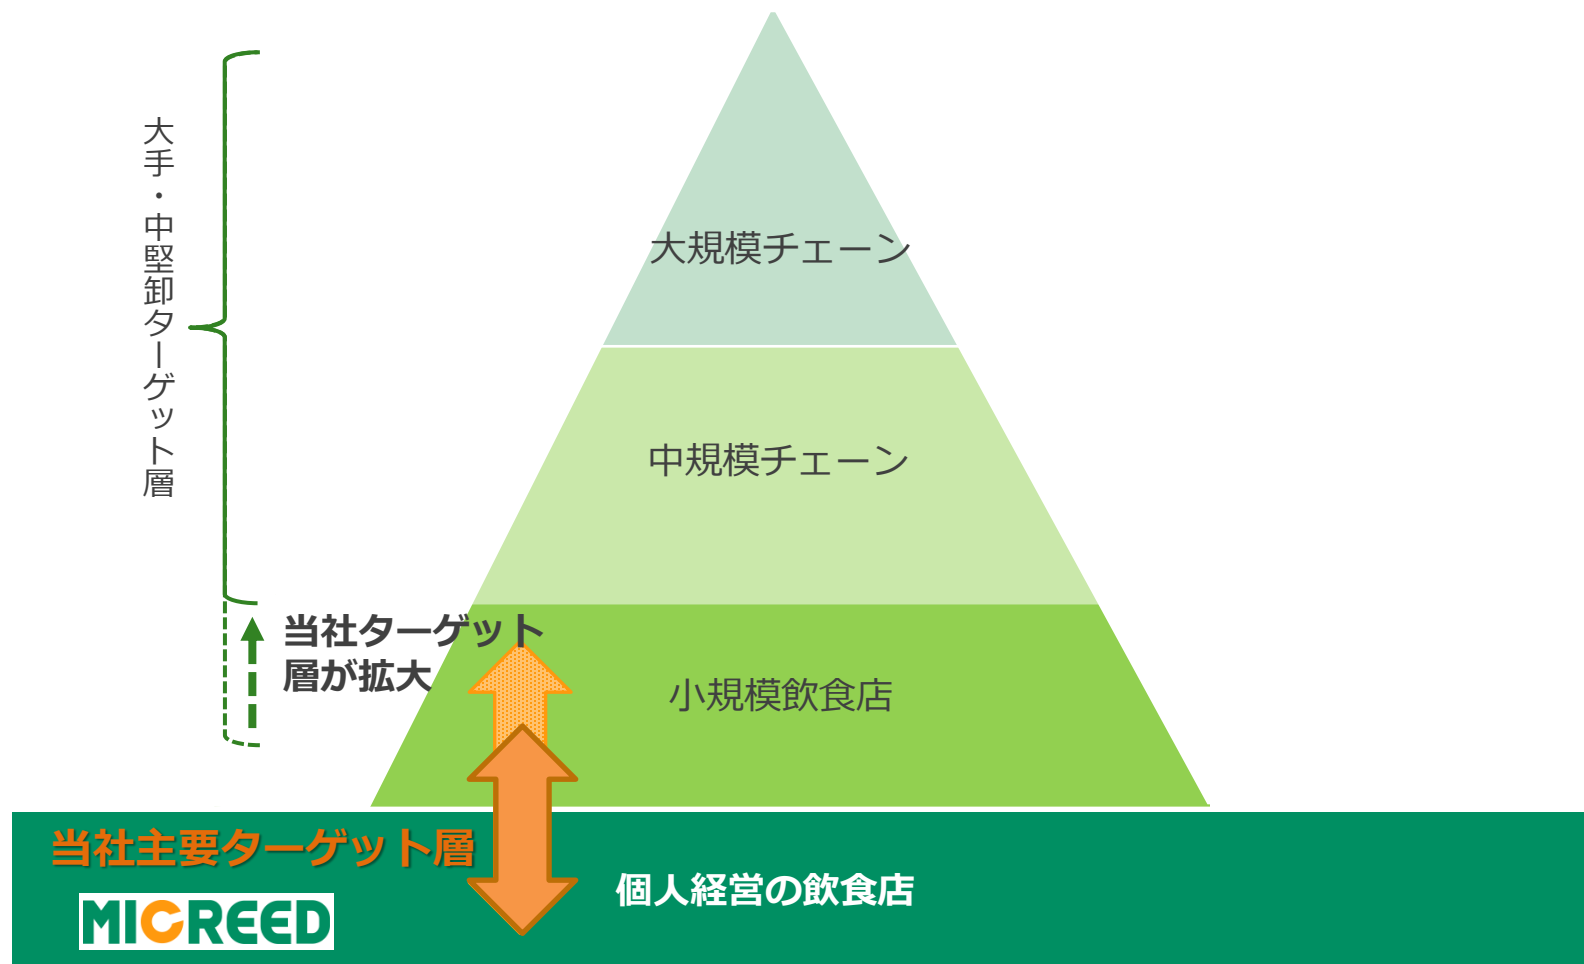 大手・中堅卸ターゲット層
大規模チェーン
中規模チェーン
当社ターゲット
層が拡大
小規模飲食店
当社主要ターゲット層
個人経営の飲食店
MICREED